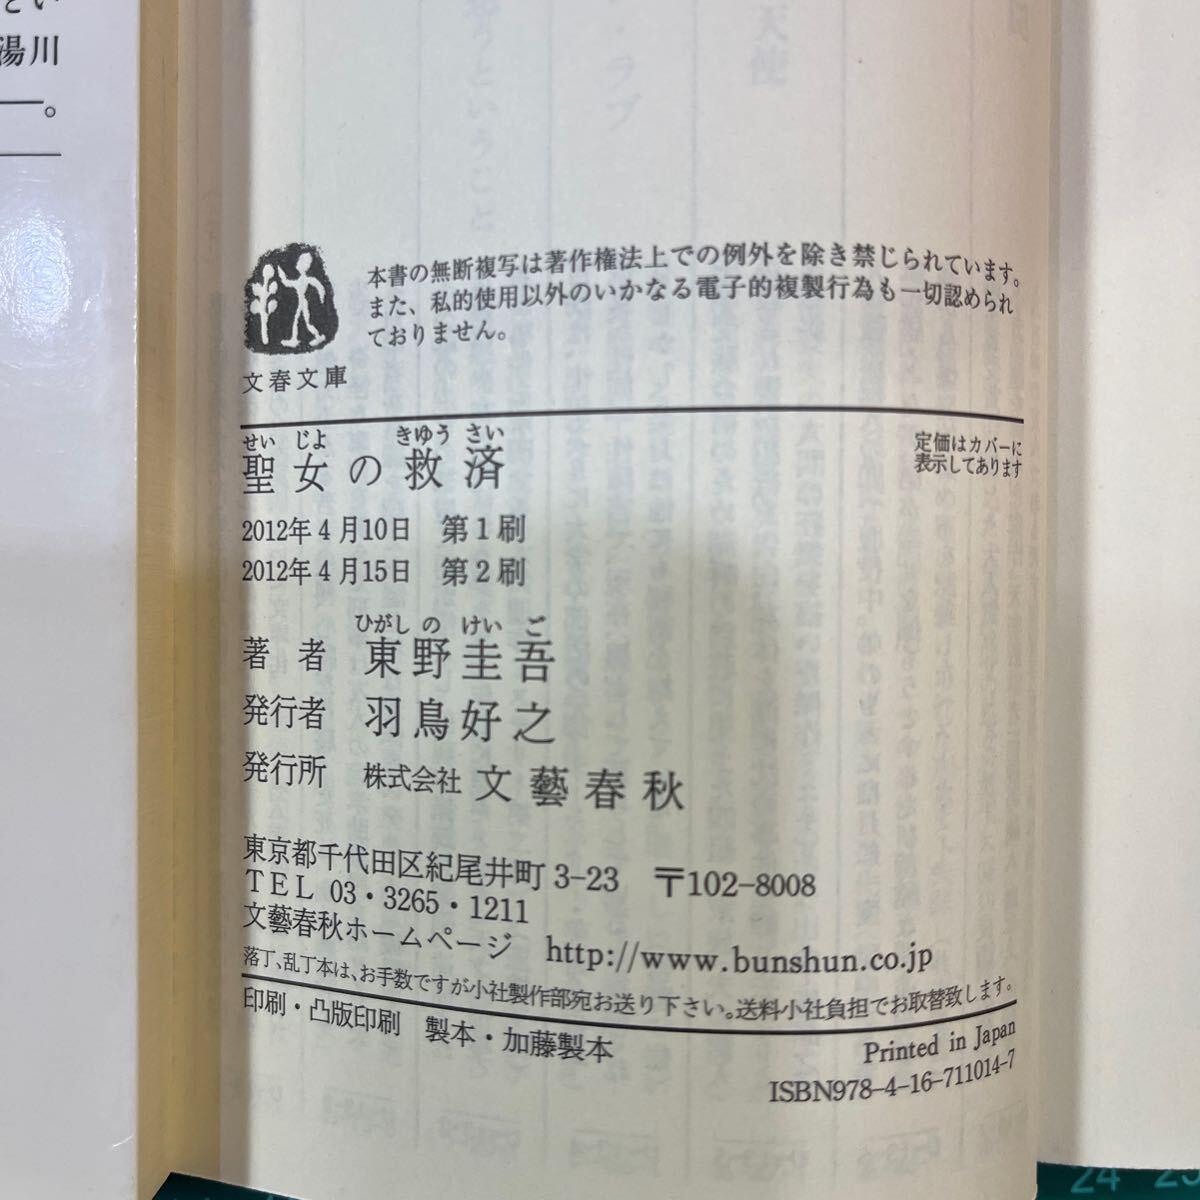 とい
湯川
――。
本書の無断複写は著作権法上での例外を除き禁じられています。
また、私的使用以外のいかなる電子的複製行為も一切認められ
ておりません。
文春文庫
定価はカバーに
表示してあります
せい じよ きゆう さい
聖女の救済
2012年4月10日 第1刷
2012年4月15日 第2刷
ひがし の けい ご
著 者 東野圭吾
発行者 羽鳥好之
発行所 株式会社 文藝春秋
東京都千代田区紀尾井町 3-23 〒102-8008
TEL 03・3265・1211
文藝春秋ホームページ http://www.bunshun.co.jp
落丁、乱丁本は、お手数ですが小社製作部宛お送り下さい。送料小社負担でお取替致します。
印刷・凸版印刷 製本・加藤製本
Printed in Japan
ISBN978-4-16-711014-7
24